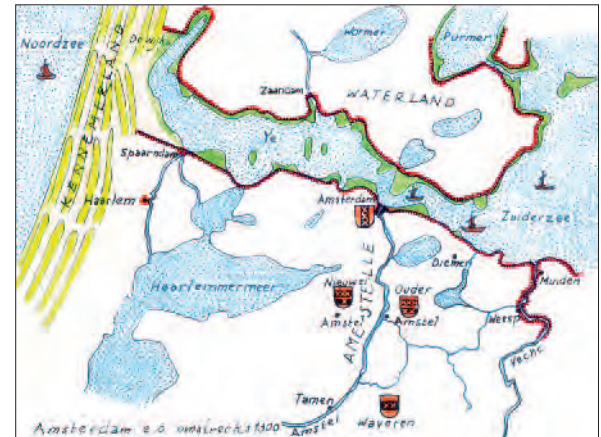 Noordzee
KENNEMERLAND
De Wijk
Wormer
Purmer
Zaandam
WATERLAND
Ye
Spaarndam
Haarlem
Amsterdam
Zuiderzee
Haarlemmermeer
AMESTELLE
Diemen
Muiden
Nieuwer
Amstel
Ouder
Amstel
Weesp
Vecht
Tamen
Amstel
Waveren
Amsterdam e.o. omstreeks 1300